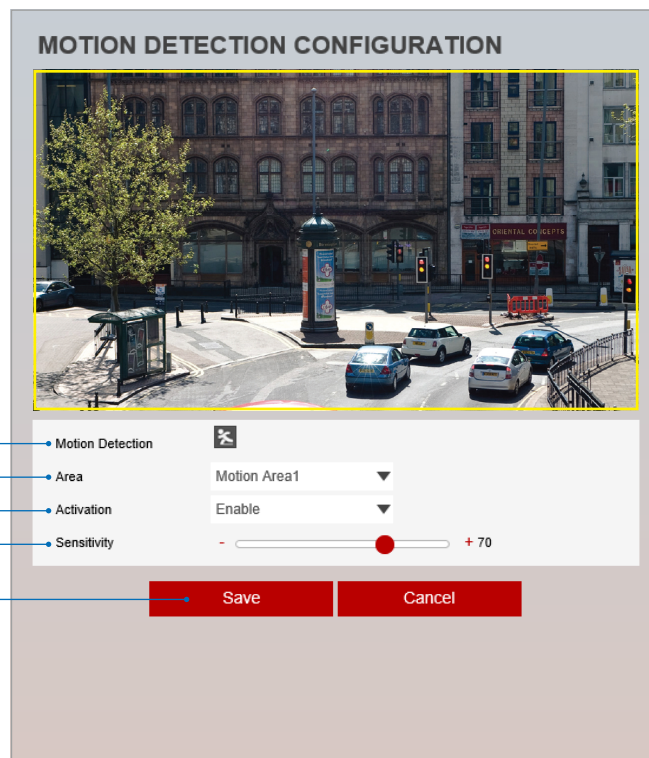 MOTION DETECTION CONFIGURATION
ORIENTAL CONCEPTS
Motion Detection
Area Motion Area1
Activation Enable
Sensitivity - + 70
Save Cancel